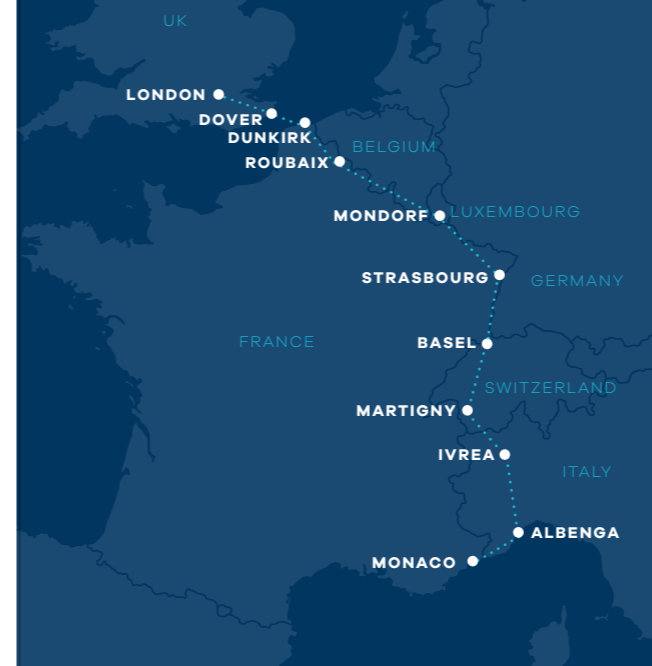 UK
LONDON
DOVER
DUNKIRK
BELGIUM
ROUBAIX
MONDORF
LUXEMBOURG
STRASBOURG
GERMANY
FRANCE
BASEL
SWITZERLAND
MARTIGNY
IVREA
ITALY
ALBENGA
MONACO